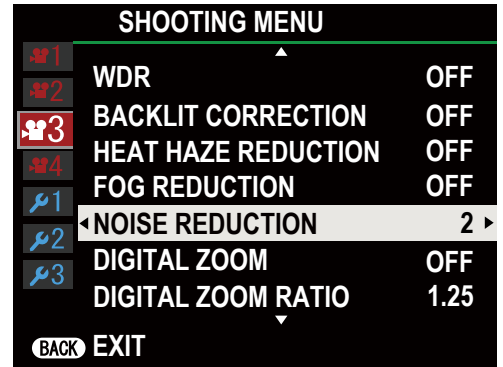 SHOOTING MENU
1
2
3
4
1
2
3
WDR OFF
BACKLIT CORRECTION OFF
HEAT HAZE REDUCTION OFF
FOG REDUCTION OFF
NOISE REDUCTION 2
DIGITAL ZOOM OFF
DIGITAL ZOOM RATIO 1.25
BACK EXIT